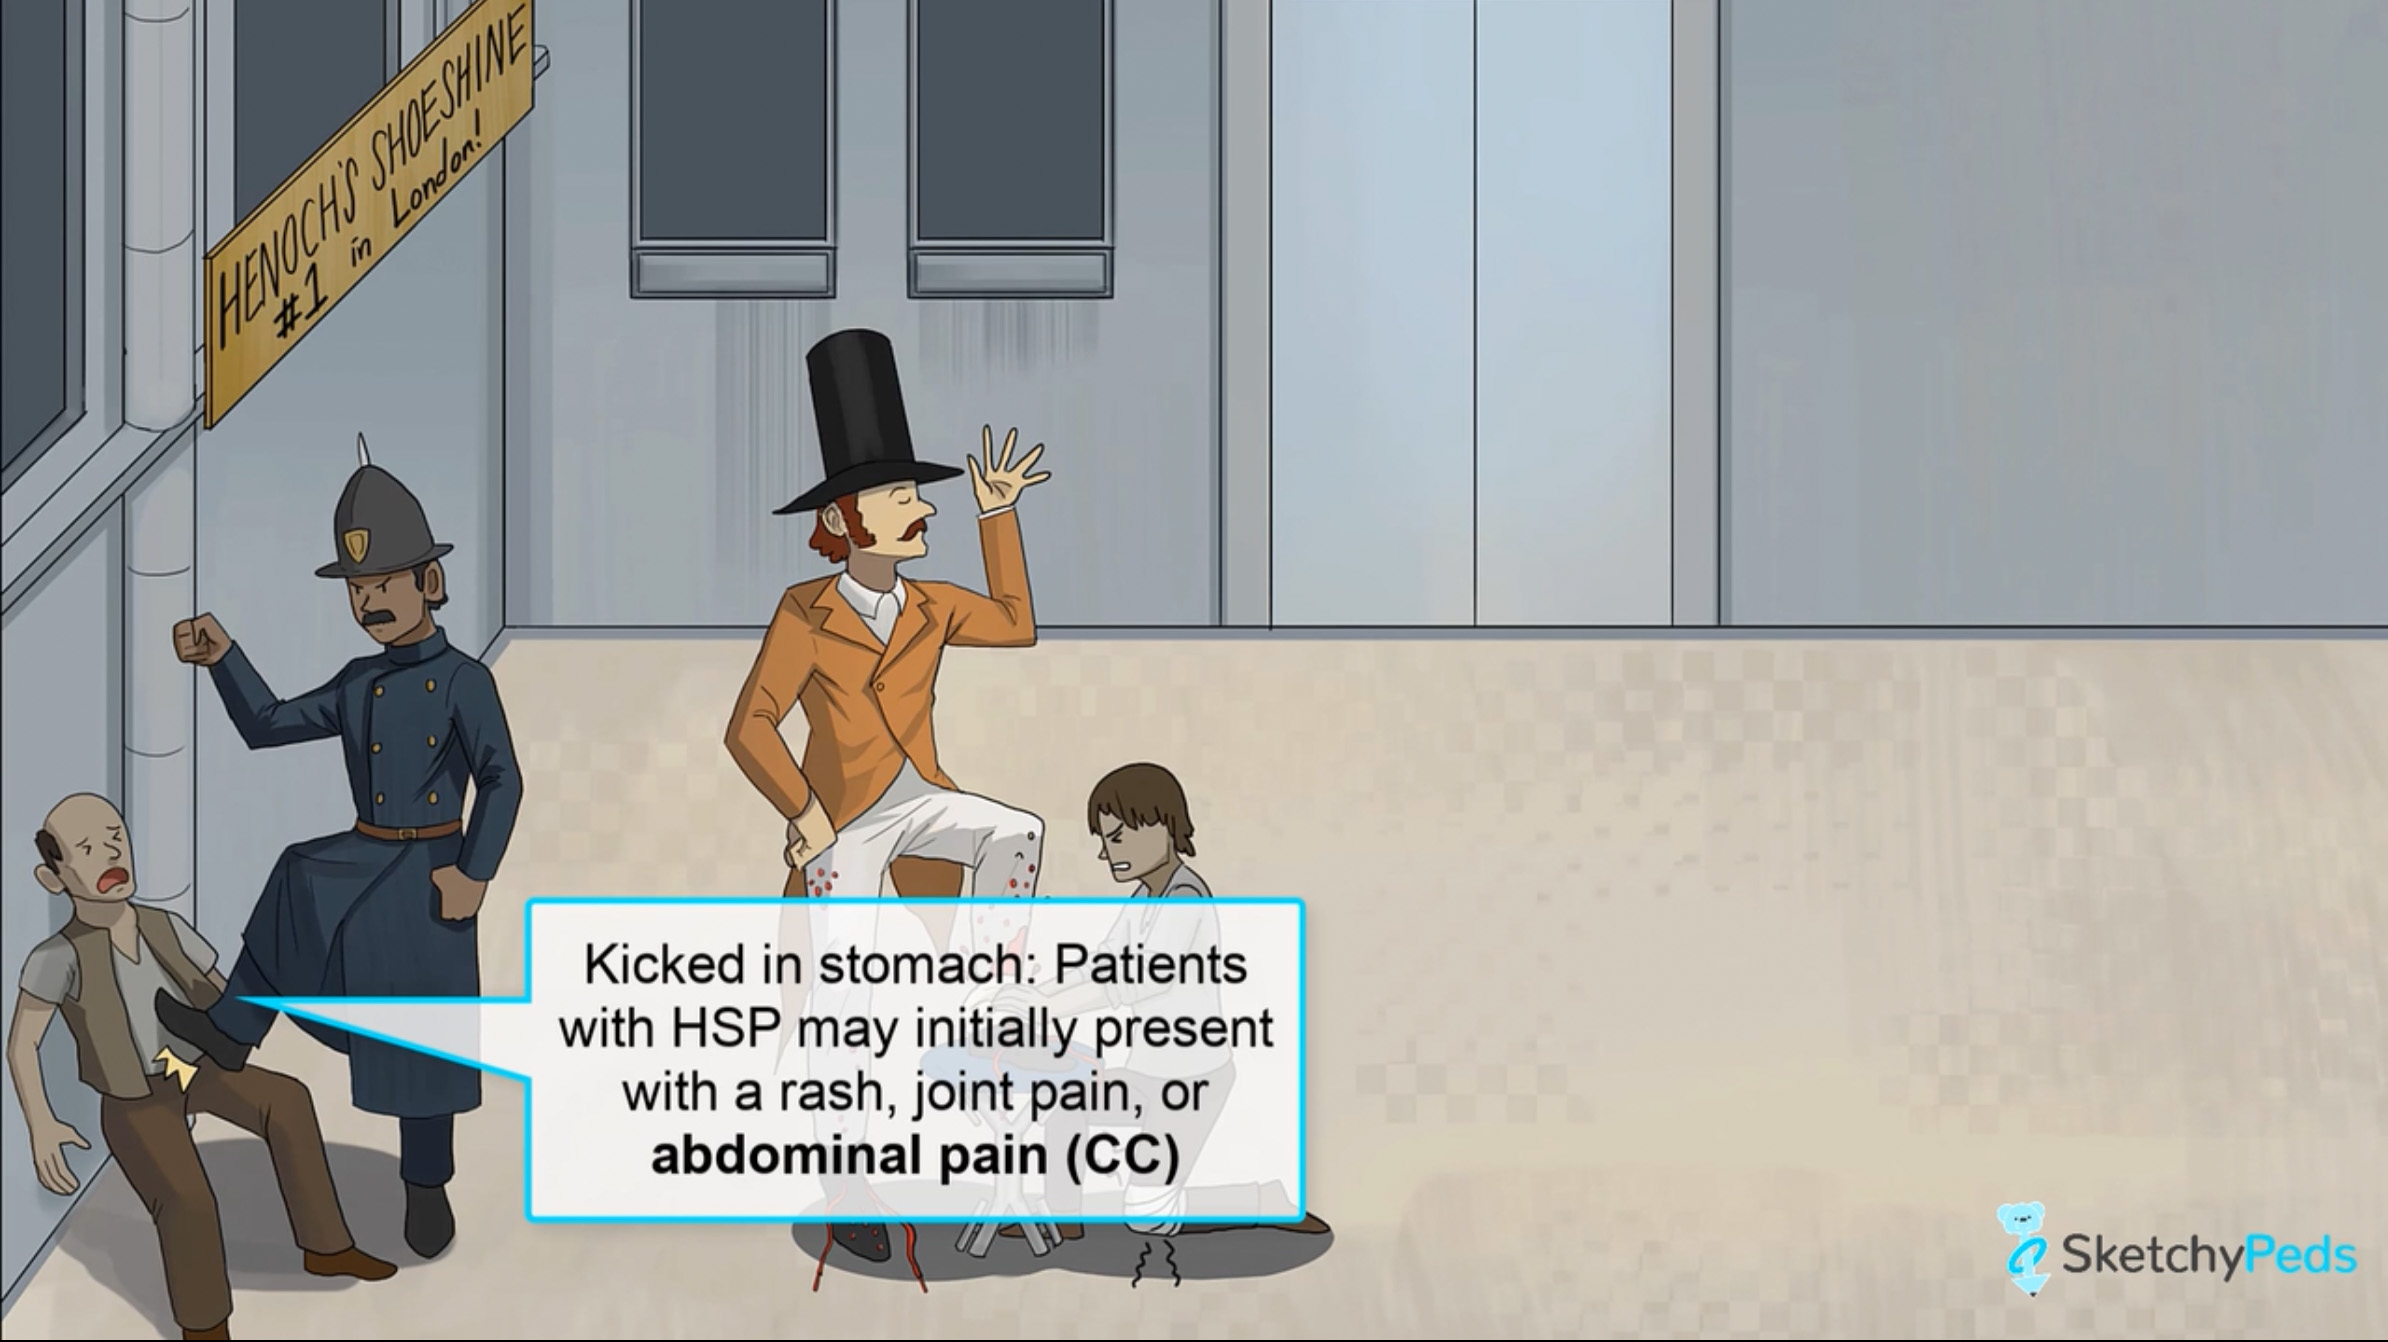 HENOCH'S SHOESHINE
#1 in London!
Kicked in stomach: Patients
with HSP may initially present
with a rash, joint pain, or
abdominal pain (CC)
SketchyPeds